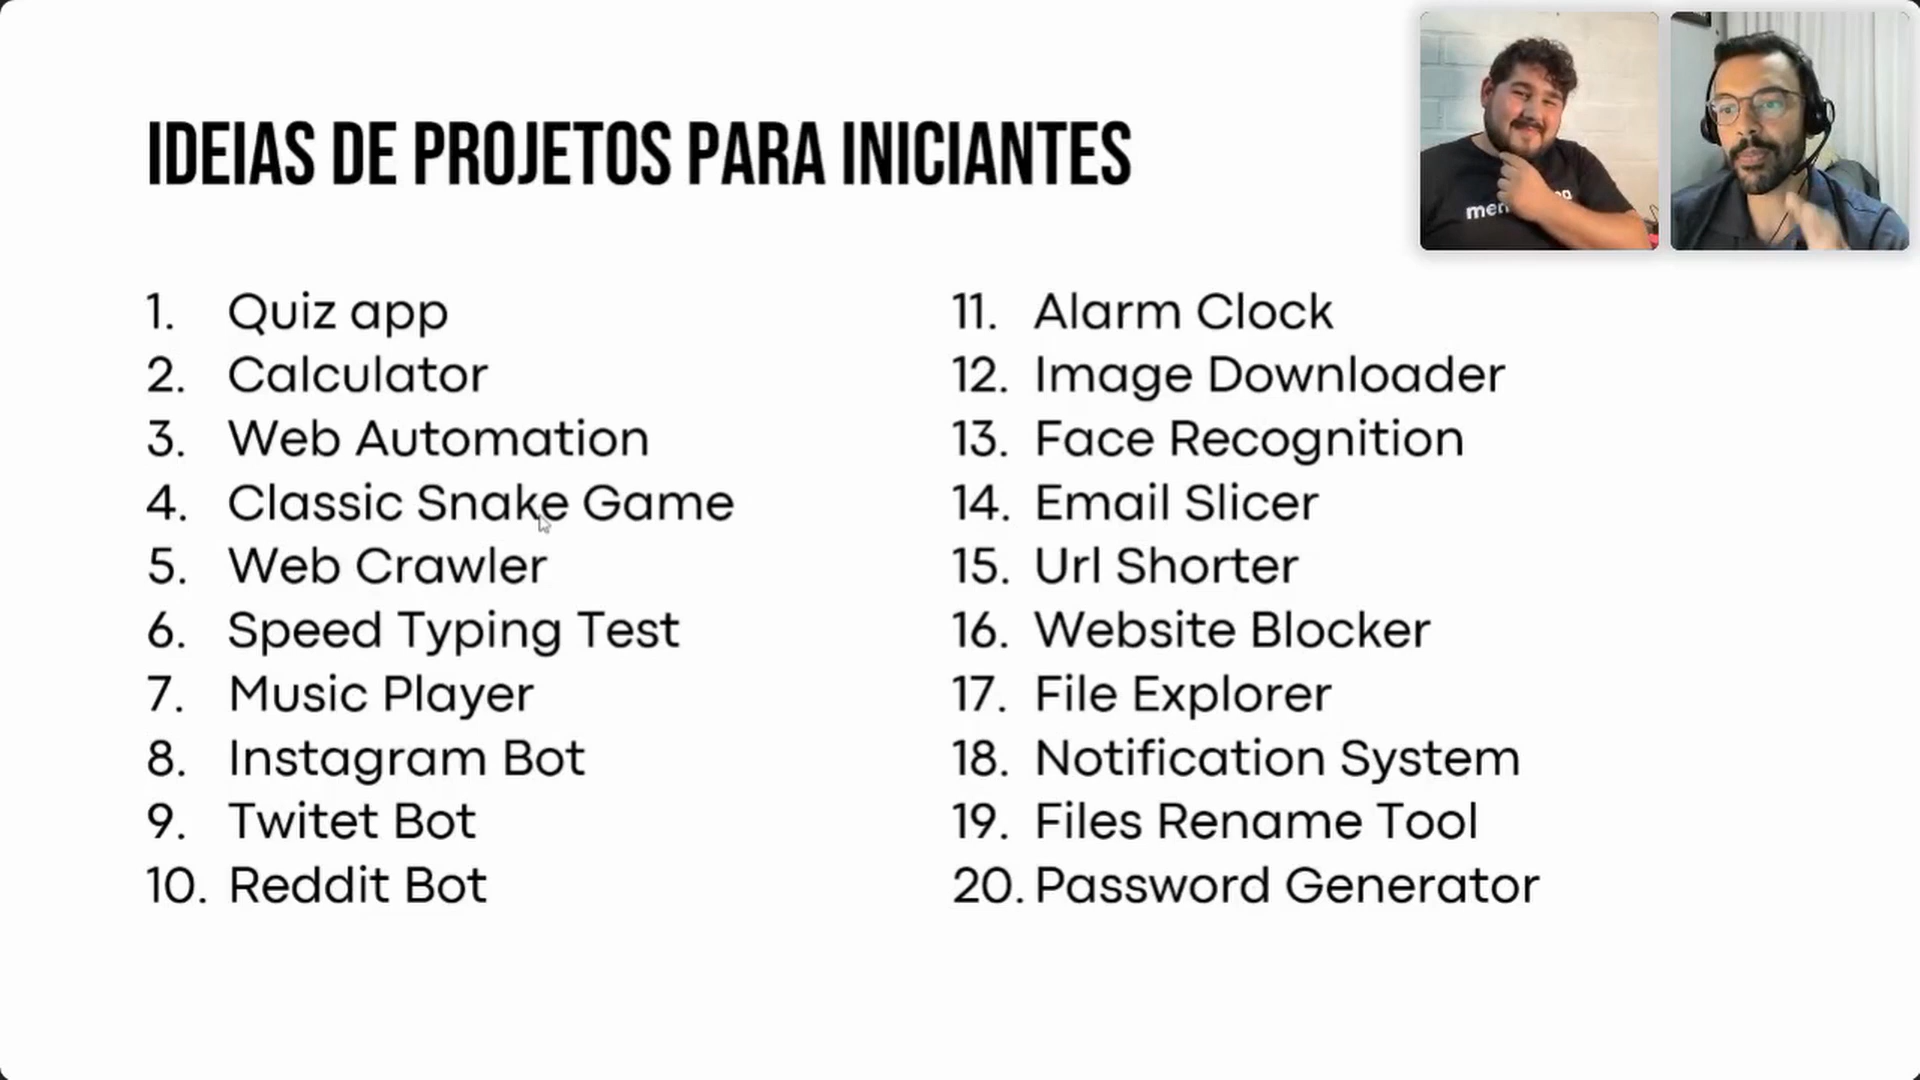 IDEIAS DE PROJETOS PARA INICIANTES
1. Quiz app
2. Calculator
3. Web Automation
4. Classic Snake Game
5. Web Crawler
6. Speed Typing Test
7. Music Player
8. Instagram Bot
9. Twitet Bot
10. Reddit Bot
11. Alarm Clock
12. Image Downloader
13. Face Recognition
14. Email Slicer
15. Url Shorter
16. Website Blocker
17. File Explorer
18. Notification System
19. Files Rename Tool
20. Password Generator